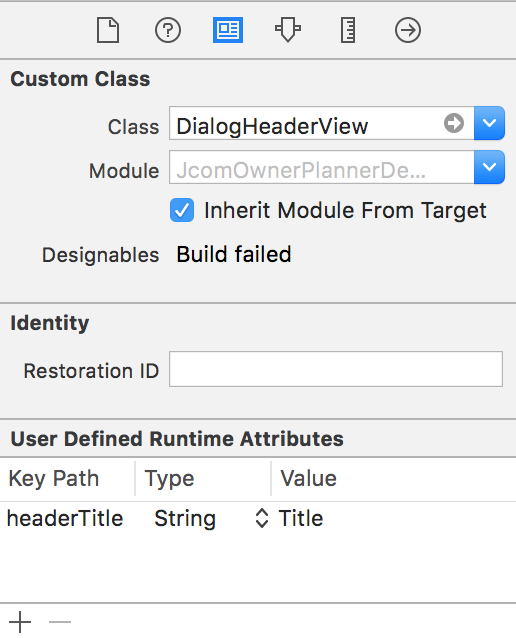 Custom Class
Class DialogHeaderView
Module JcomOwnerPlannerDe...
Inherit Module From Target
Designables Build failed
Identity
Restoration ID
User Defined Runtime Attributes
Key Path Type Value
headerTitle String Title